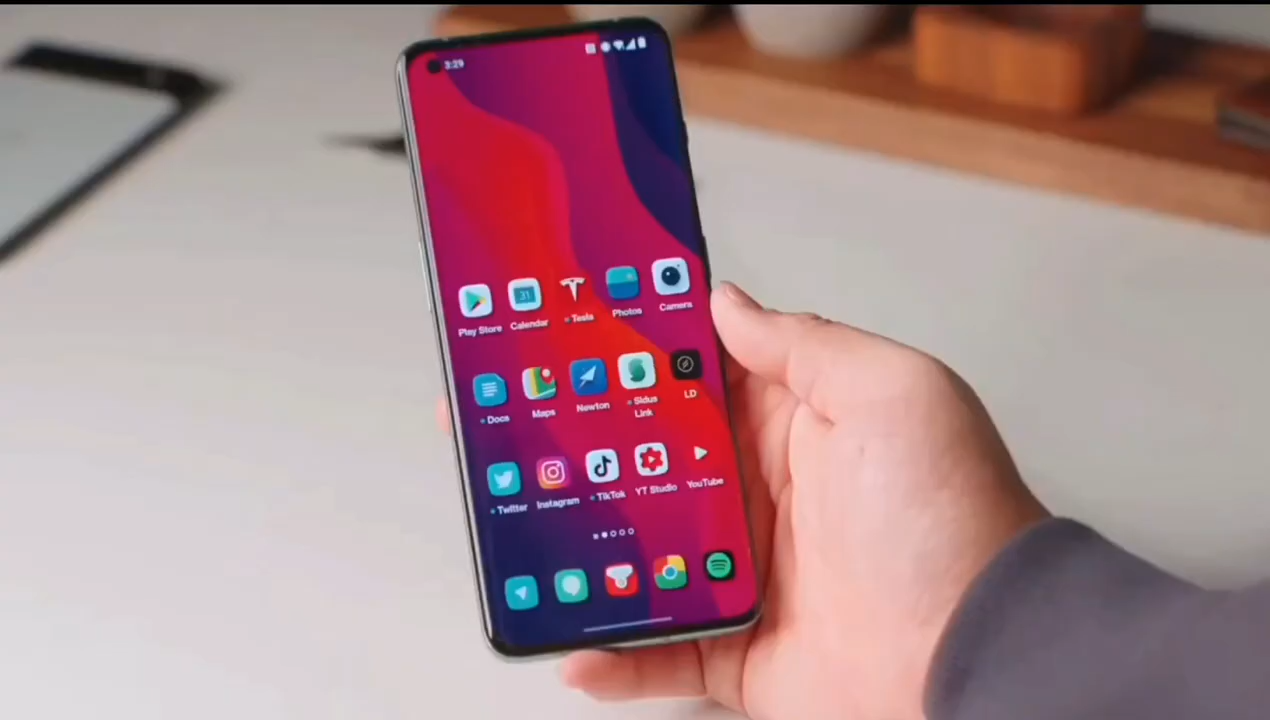 3:29
31
Play Store
Calendar
Tesla
Photos
Camera
Docs
Maps
Newton
Sidus
Link
LD
Twitter
Instagram
TikTok
YT Studio
YouTube